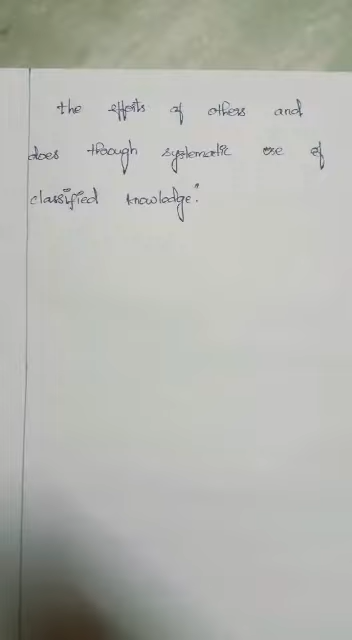 the efforts of others and
does through systematic use of
classified knowledge."